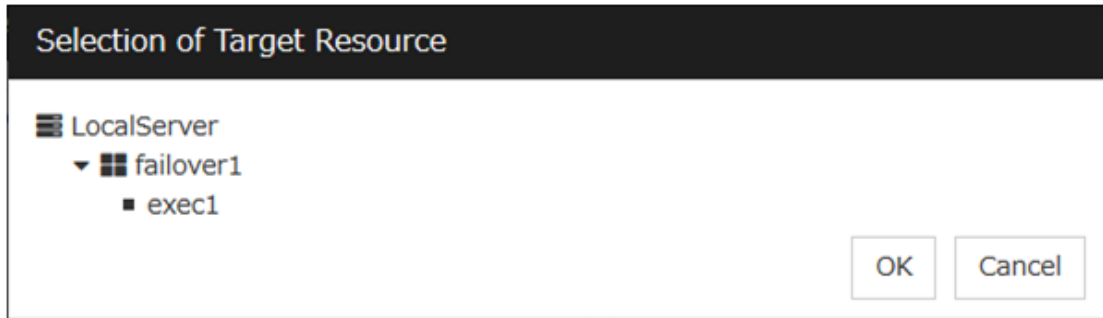 Selection of Target Resource
LocalServer
failover1
exec1
OK Cancel